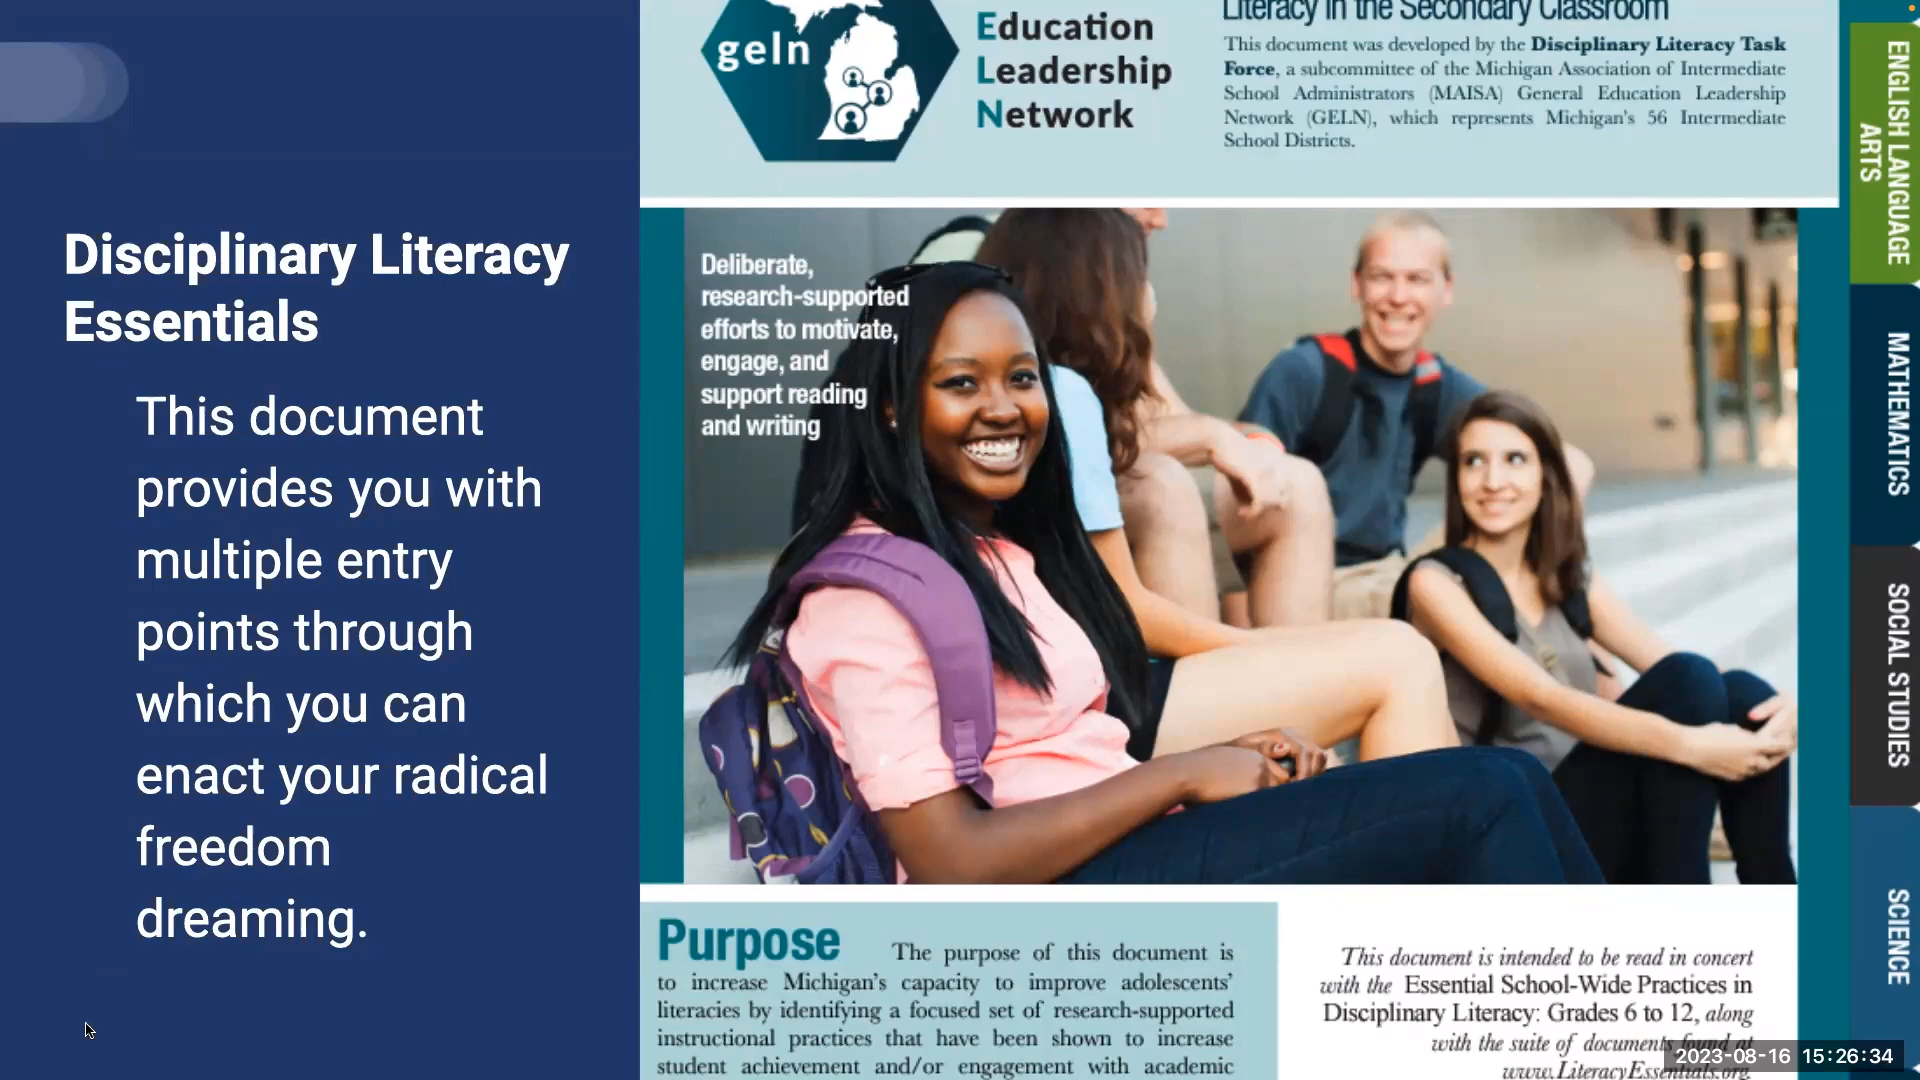 Disciplinary Literacy
Essentials
This document
provides you with
multiple entry
points through
which you can
enact your radical
freedom
dreaming.
geln
Education
Leadership
Network
Literacy in the Secondary Classroom
This document was developed by the Disciplinary Literacy Task
Force, a subcommittee of the Michigan Association of Intermediate
School Administrators (MAISA) General Education Leadership
Network (GELN), which represents Michigan's 56 Intermediate
School Districts.
Deliberate,
research-supported
efforts to motivate,
engage, and
support reading
and writing
Purpose The purpose of this document is
to increase Michigan's capacity to improve adolescents'
literacies by identifying a focused set of research-supported
instructional practices that have been shown to increase
student achievement and/or engagement with academic
This document is intended to be read in concert
with the Essential School-Wide Practices in
Disciplinary Literacy: Grades 6 to 12, along
with the suite of documents found at
www.LiteracyEssentials.org.
ENGLISH LANGUAGE
ARTS
MATHEMATICS
SOCIAL STUDIES
SCIENCE
2023-08-16 15:26:34